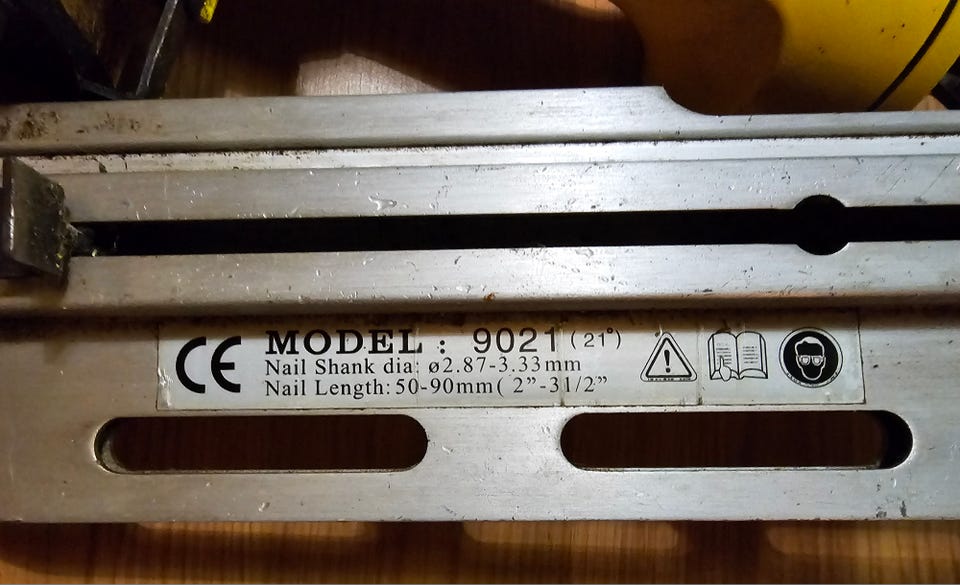 CE MODEL : 9021 (21°)
Nail Shank dia: ø2.87-3.33mm
Nail Length:50-90mm( 2”-31/2”